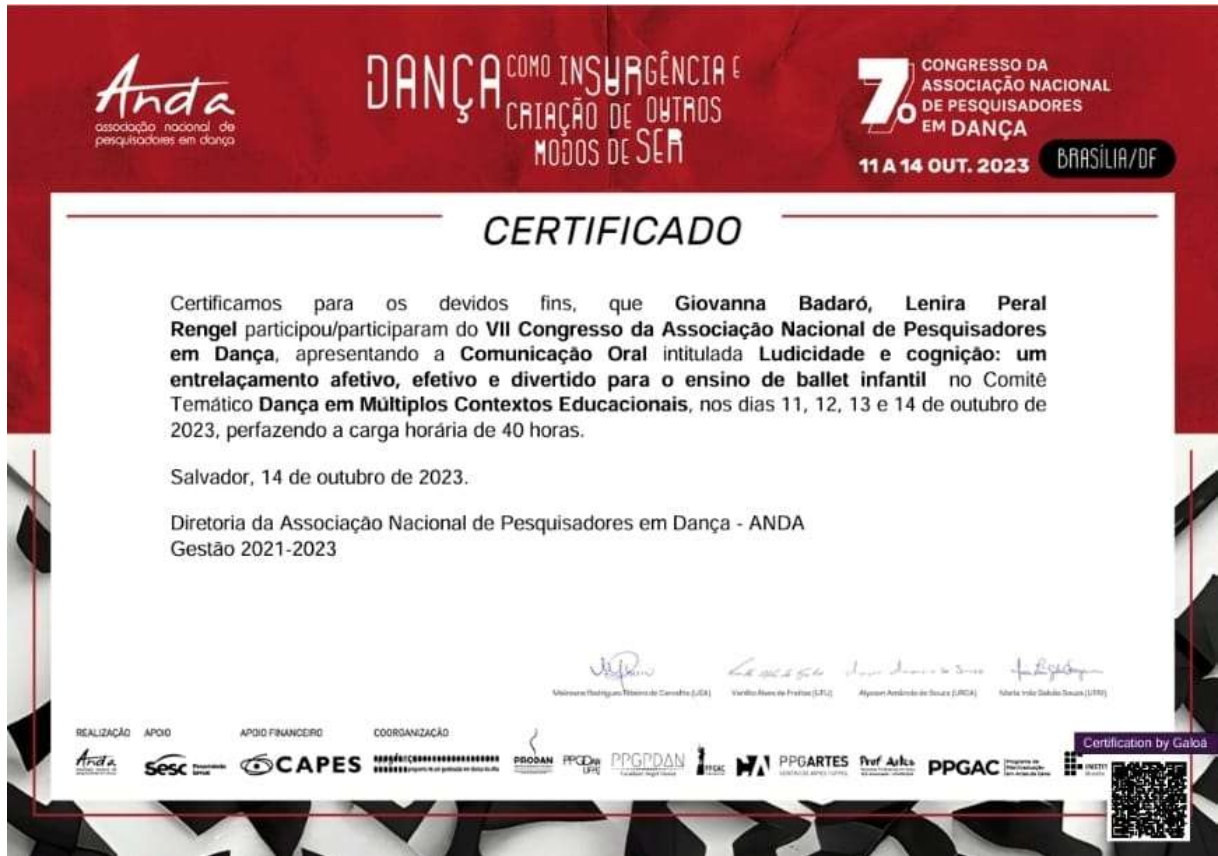 Anda
associação nacional de
pesquisadores em dança
DANÇA COMO INSURGÊNCIA E
CRIAÇÃO DE OUTROS
MODOS DE SER
7º CONGRESSO DA
ASSOCIAÇÃO NACIONAL
DE PESQUISADORES
EM DANÇA
11 A 14 OUT. 2023 BRASÍLIA/DF
CERTIFICADO
Certificamos para os devidos fins, que Giovanna Badaró, Lenira Peral
Rengel participou/participaram do VII Congresso da Associação Nacional de Pesquisadores
em Dança, apresentando a Comunicação Oral intitulada Ludicidade e cognição: um
entrelaçamento afetivo, efetivo e divertido para o ensino de ballet infantil no Comitê
Temático Dança em Múltiplos Contextos Educacionais, nos dias 11, 12, 13 e 14 de outubro de
2023, perfazendo a carga horária de 40 horas.
Salvador, 14 de outubro de 2023.
Diretoria da Associação Nacional de Pesquisadores em Dança - ANDA
Gestão 2021-2023
REALIZAÇÃO APOIO APOIO FINANCEIRO COORGANIZAÇÃO
Certification by Galoá
Anda Sesc CAPES PRODAN PPGDan PPGPDAN PPGAC PPGARTES Prof Artes PPGAC